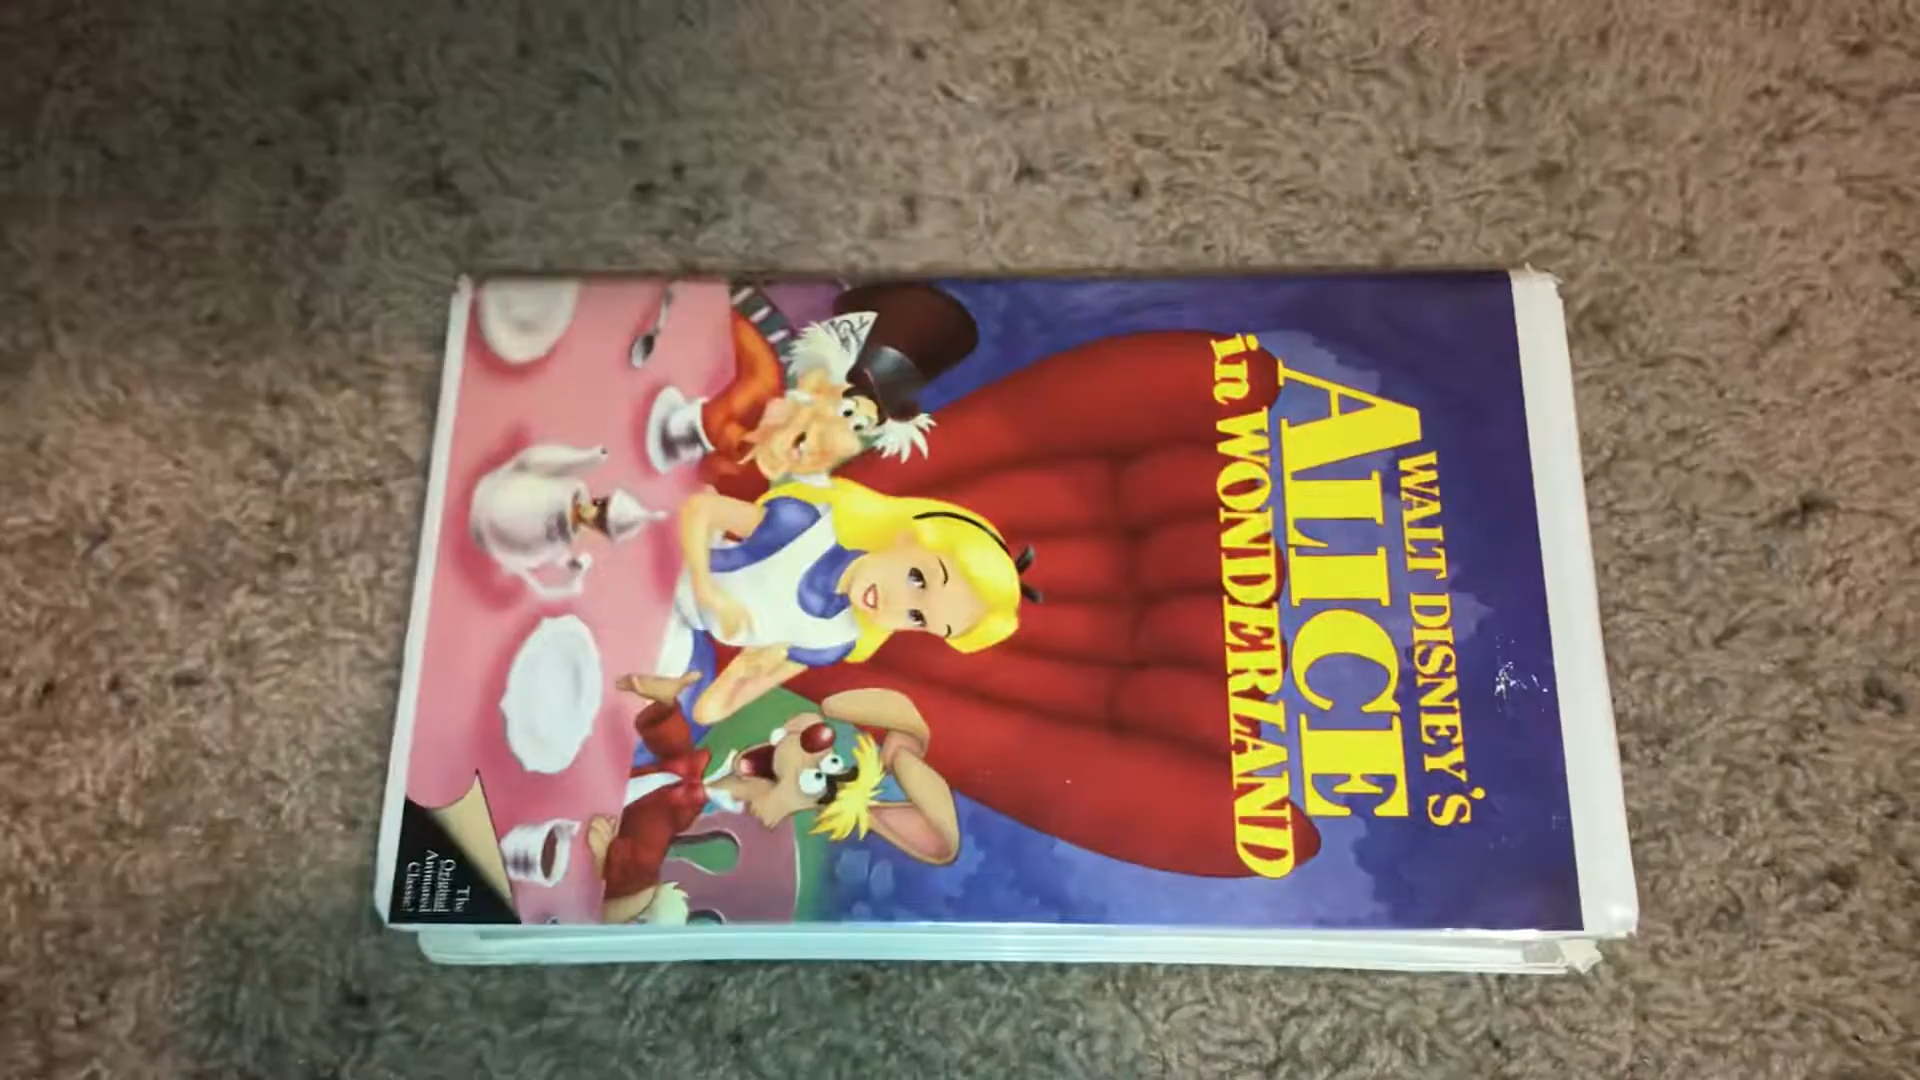 WALT DISNEY'S
ALICE
in WONDERLAND
The
Original
Animated
Classic!